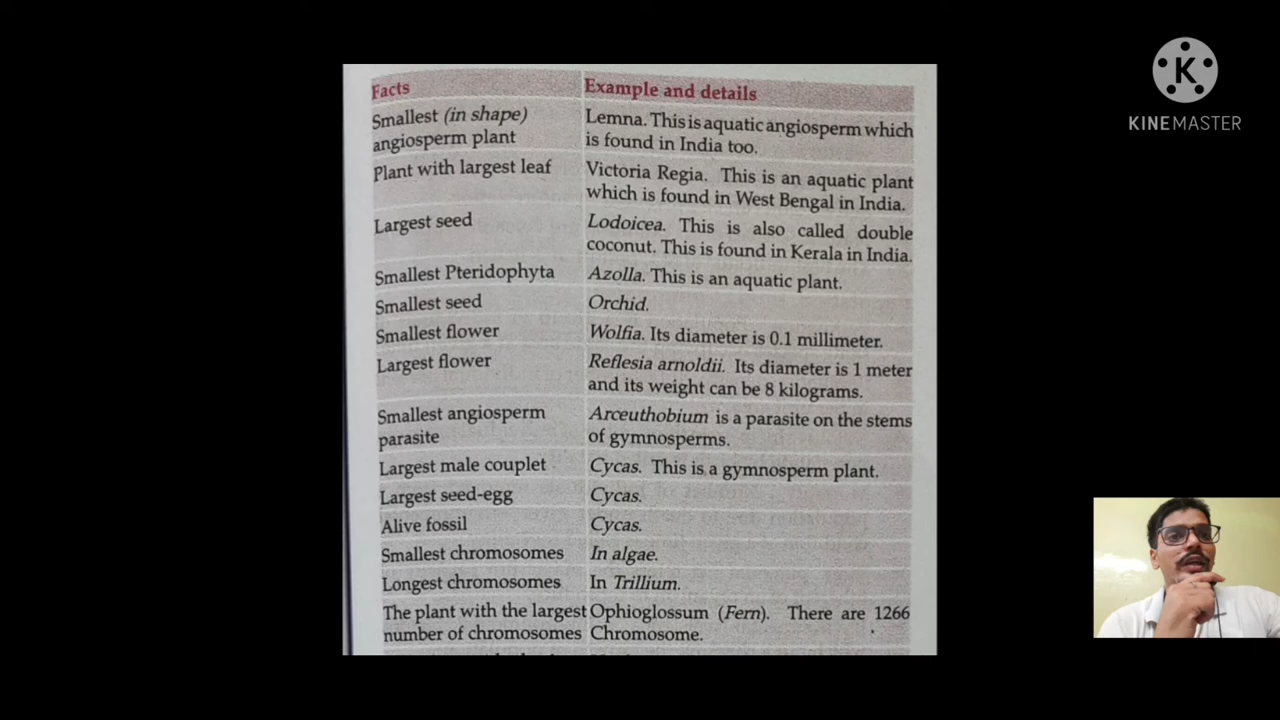 Facts Example and details
Smallest (in shape) Lemna. This is aquatic angiosperm which
angiosperm plant is found in India too.
Plant with largest leaf Victoria Regia. This is an aquatic plant
which is found in West Bengal in India.
Largest seed Lodoicea. This is also called double
coconut. This is found in Kerala in India.
Smallest Pteridophyta Azolla. This is an aquatic plant.
Smallest seed Orchid.
Smallest flower Wolfia. Its diameter is 0.1 millimeter.
Largest flower Reflesia arnoldii. Its diameter is 1 meter
and its weight can be 8 kilograms.
Smallest angiosperm Arceuthobium is a parasite on the stems
parasite of gymnosperms.
Largest male couplet Cycas. This is a gymnosperm plant.
Largest seed-egg Cycas.
Alive fossil Cycas.
Smallest chromosomes In algae.
Longest chromosomes In Trillium.
The plant with the largest Ophioglossum (Fern). There are 1266
number of chromosomes Chromosome.
K
KINEMASTER